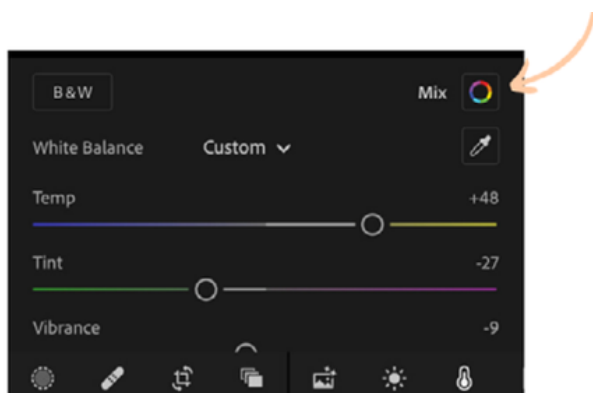 B&W Mix
White Balance Custom
Temp +48
Tint -27
Vibrance -9